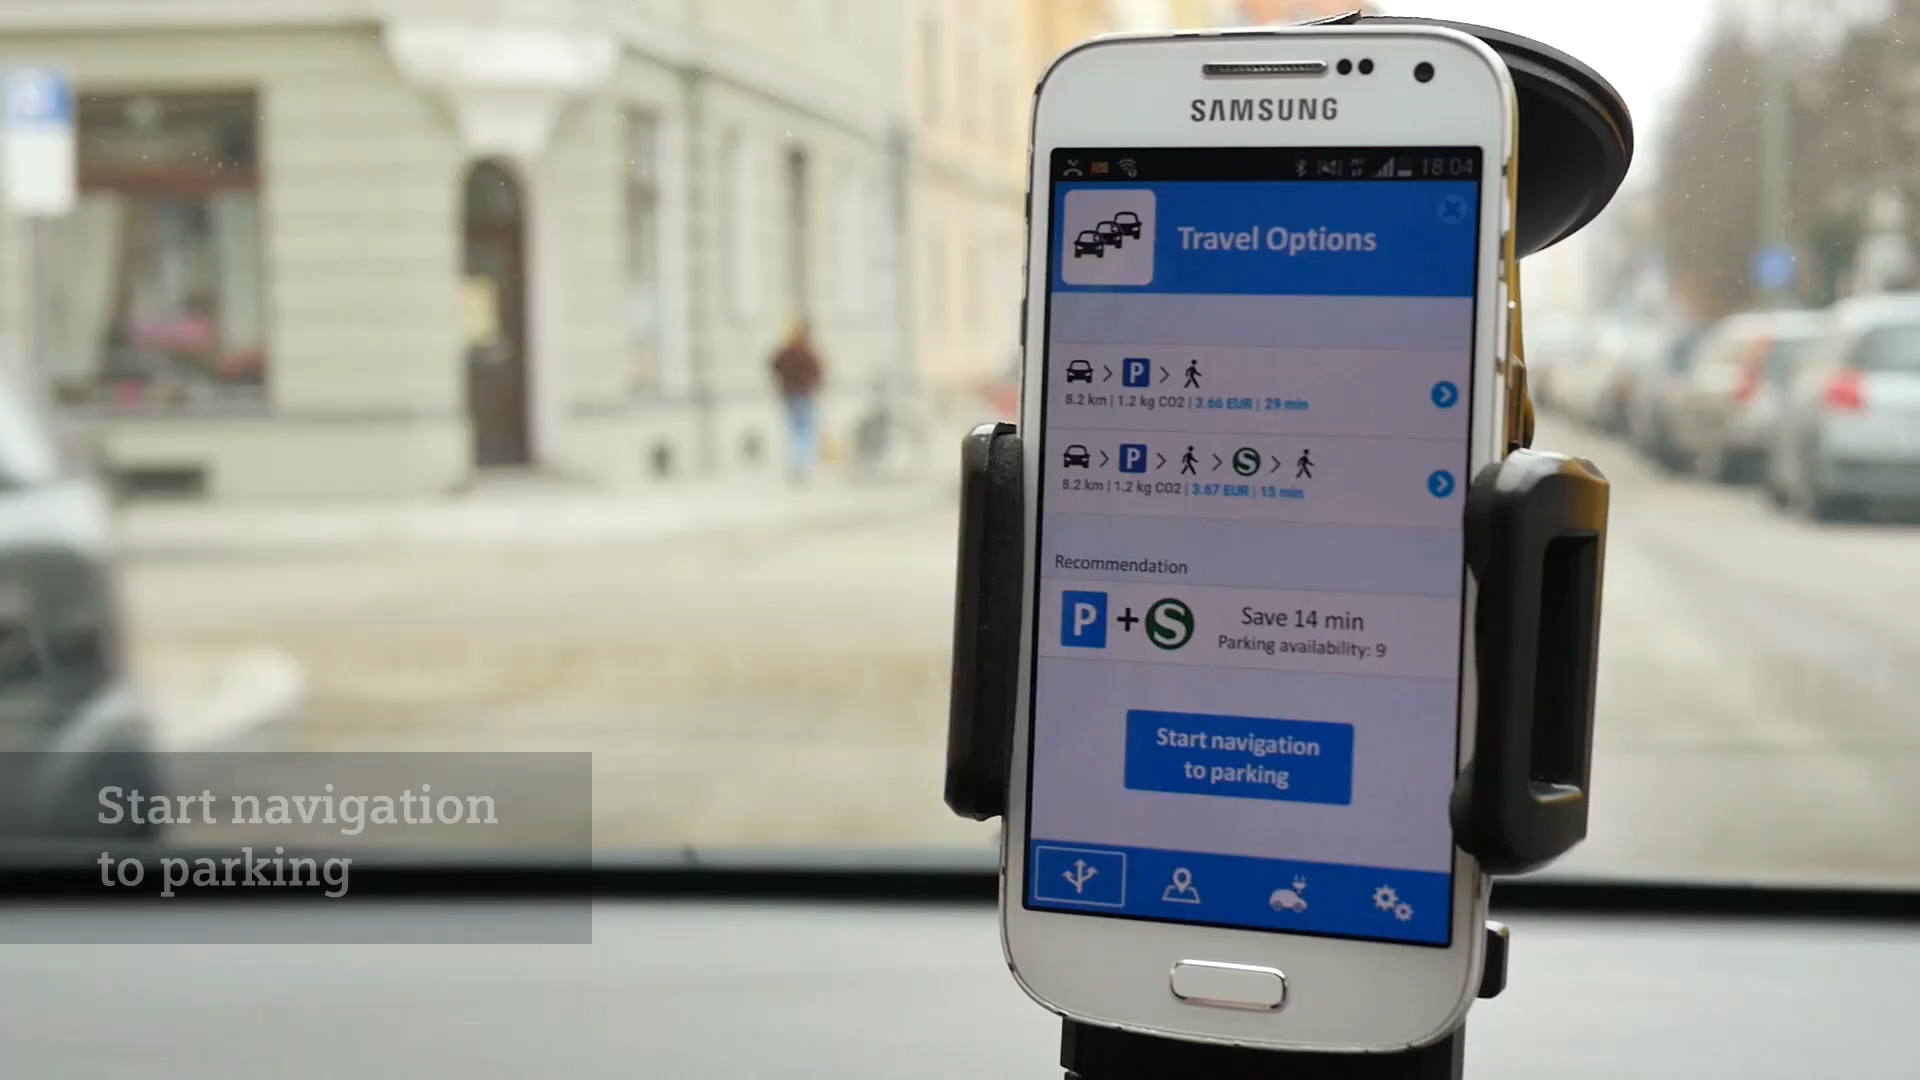 SAMSUNG
18:04
Travel Options
P
8.2 km | 1.2 kg CO2 | 3.66 EUR | 29 min
P S
8.2 km | 1.2 kg CO2 | 3.67 EUR | 15 min
Recommendation
P + S
Save 14 min
Parking availability: 9
Start navigation
to parking
Start navigation
to parking